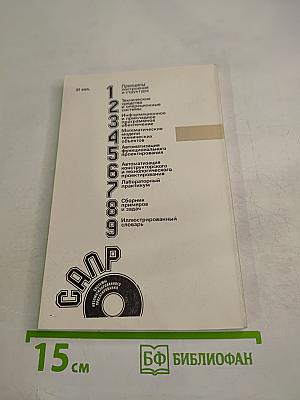 91 коп.
1 Принципы
построения
и структура
2 Технические
средства
и операционные
системы
3 Информационное
и прикладное
программное
обеспечение
4 Математические
модели
технических
объектов
5 Автоматизация
функционального
проектирования
6 Автоматизация
конструкторского
и технологического
проектирования
7 Лабораторный
практикум
8 Сборник
примеров
и задач
9 Иллюстрированный
словарь
САПР
15 см
БФ БИБЛИОФАН